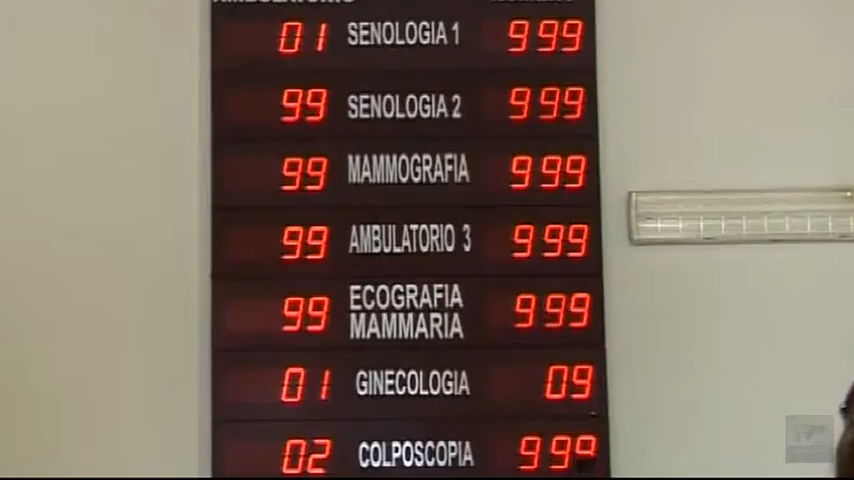 01 SENOLOGIA 1 999
99 SENOLOGIA 2 999
99 MAMMOGRAFIA 999
99 AMBULATORIO 3 999
99 ECOGRAFIA MAMMARIA 999
01 GINECOLOGIA 09
02 COLPOSCOPIA